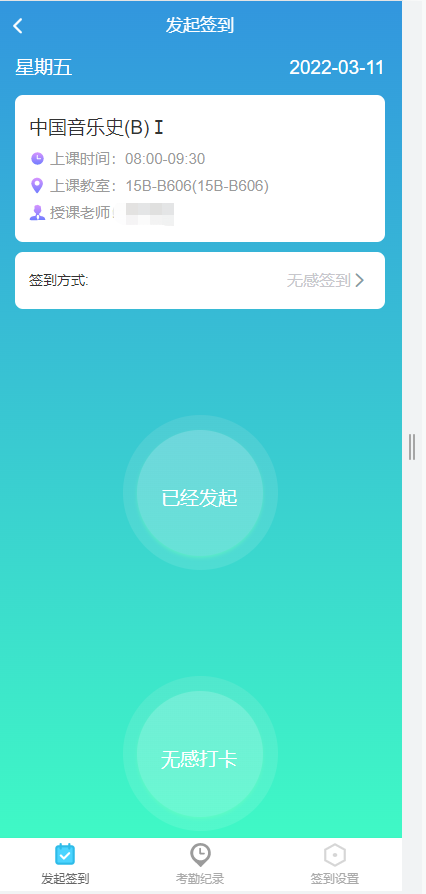 发起签到
星期五 2022-03-11
中国音乐史(B) I
上课时间：08:00-09:30
上课教室：15B-B606(15B-B606)
授课老师：
签到方式: 无感签到
已经发起
无感打卡
发起签到 考勤纪录 签到设置